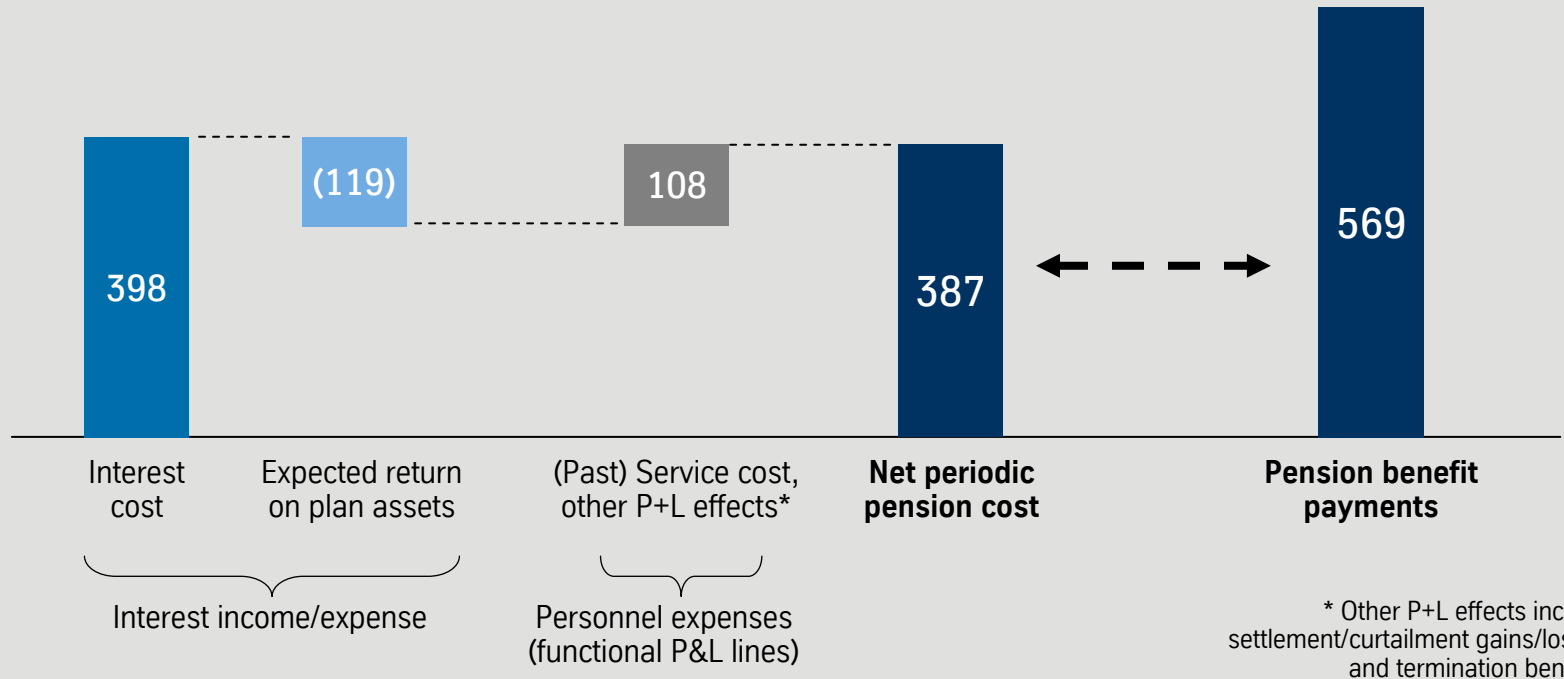 398
(119)
108
387
569
Interest
cost
Expected return
on plan assets
(Past) Service cost,
other P+L effects*
Net periodic
pension cost
Pension benefit
payments
Interest income/expense
Personnel expenses
(functional P&L lines)
* Other P+L effects
settlement/curtailment
and termination